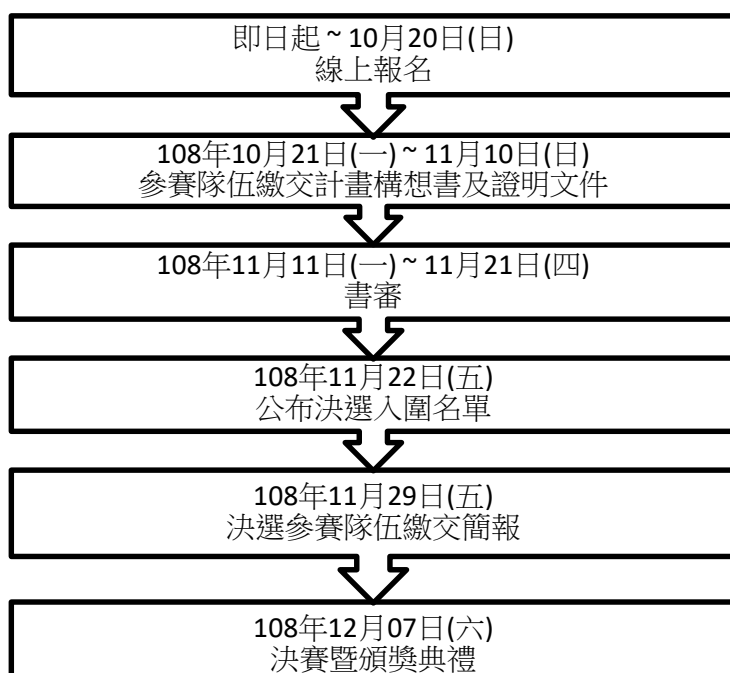 即日起 ~ 10月20日(日)
線上報名
108年10月21日(一) ~ 11月10日(日)
參賽隊伍繳交計畫構想書及證明文件
108年11月11日(一) ~ 11月21日(四)
書審
108年11月22日(五)
公布決選入圍名單
108年11月29日(五)
決選參賽隊伍繳交簡報
108年12月07日(六)
決賽暨頒獎典禮